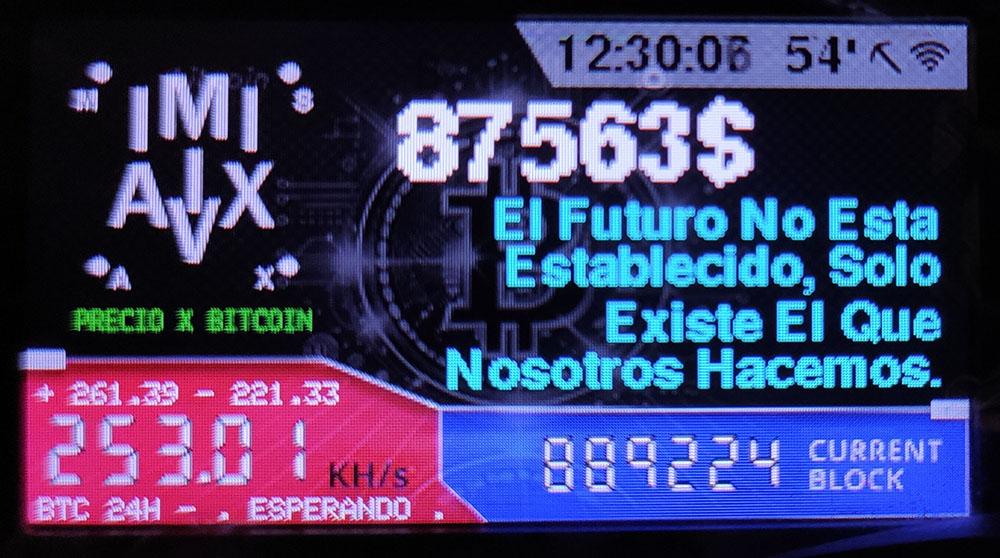 12:30:06 54'
IMI
AVX
87563$
El Futuro No Esta
Establecido, Solo
Existe El Que
Nosotros Hacemos.
A X
PRECIO X BITCOIN
+ 261.39 - 221.33
253.01 KH/s
889224 CURRENT
BLOCK
BTC 24H - . ESPERANDO .